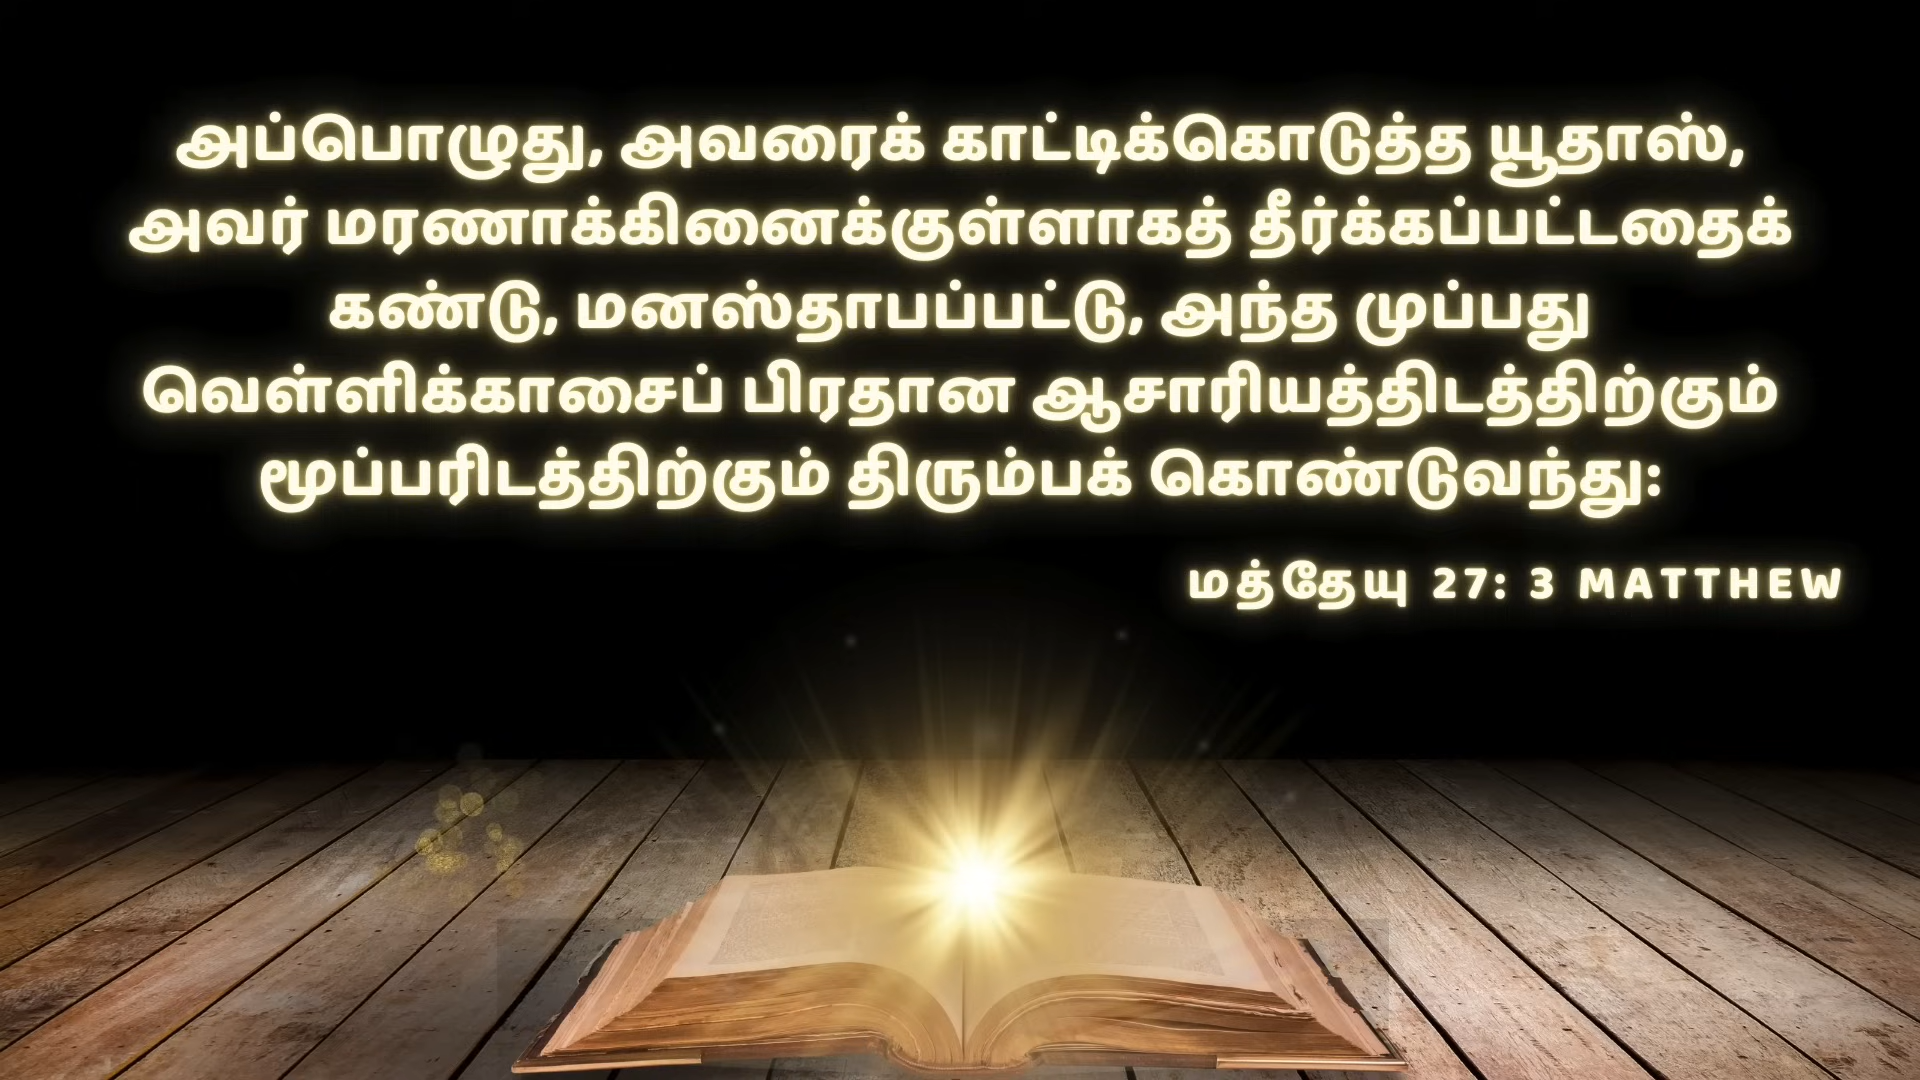 அப்பொழுது, அவரைக் காட்டிக்கொடுத்த யூதாஸ்,
அவர் மரணாக்கினைக்குள்ளாகத் தீர்க்கப்பட்டதைக்
கண்டு, மனஸ்தாபப்பட்டு, அந்த முப்பது
வெள்ளிக்காசைப் பிரதான ஆசாரியத்திடத்திற்கும்
மூப்பரிடத்திற்கும் திரும்பக் கொண்டுவந்து:
மத்தேயு 27: 3 MATTHEW